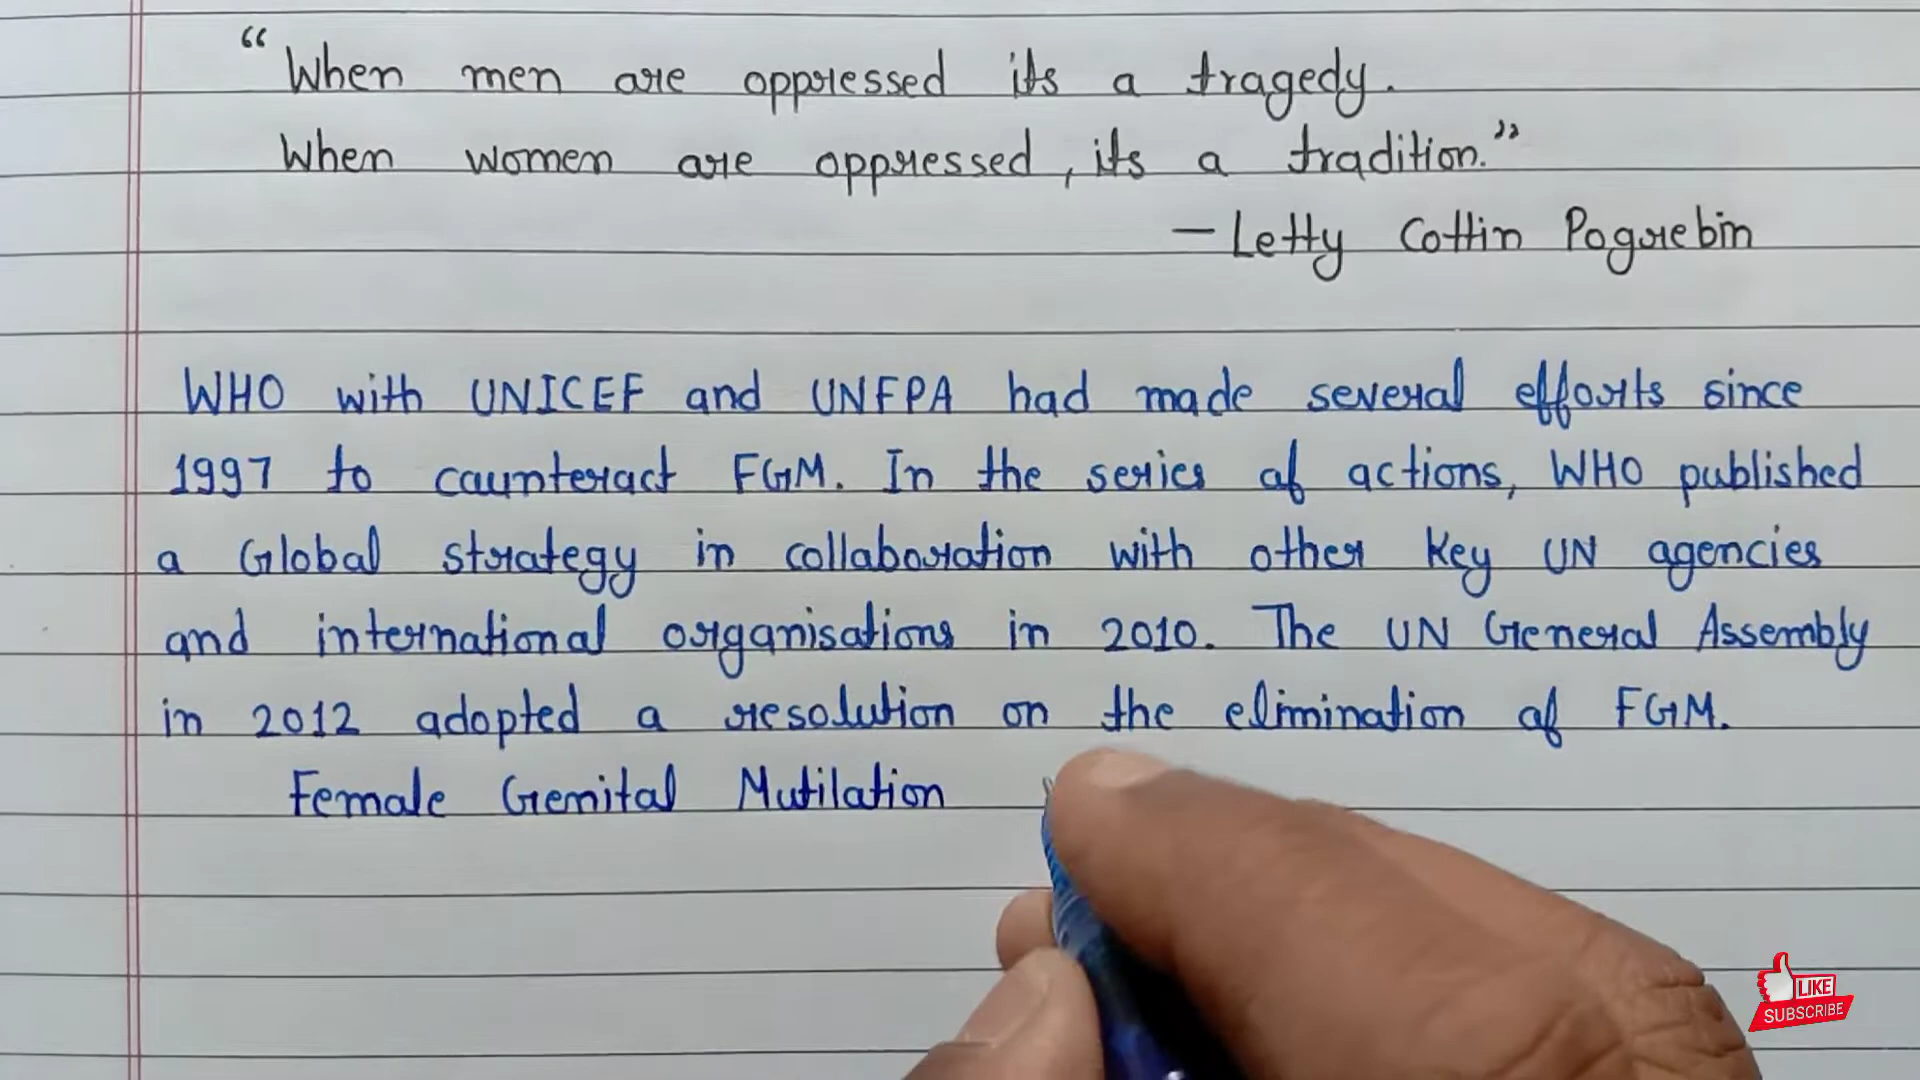 “When men are oppressed its a tragedy.
When women are oppressed, its a tradition.”
— Letty Cottin Pogrebin
WHO with UNICEF and UNFPA had made several efforts since
1997 to counteract FGM. In the series of actions, WHO published
a Global strategy in collaboration with other key UN agencies
and international organisations in 2010. The UN General Assembly
in 2012 adopted a resolution on the elimination of FGM.
Female Genital Mutilation
LIKE
SUBSCRIBE